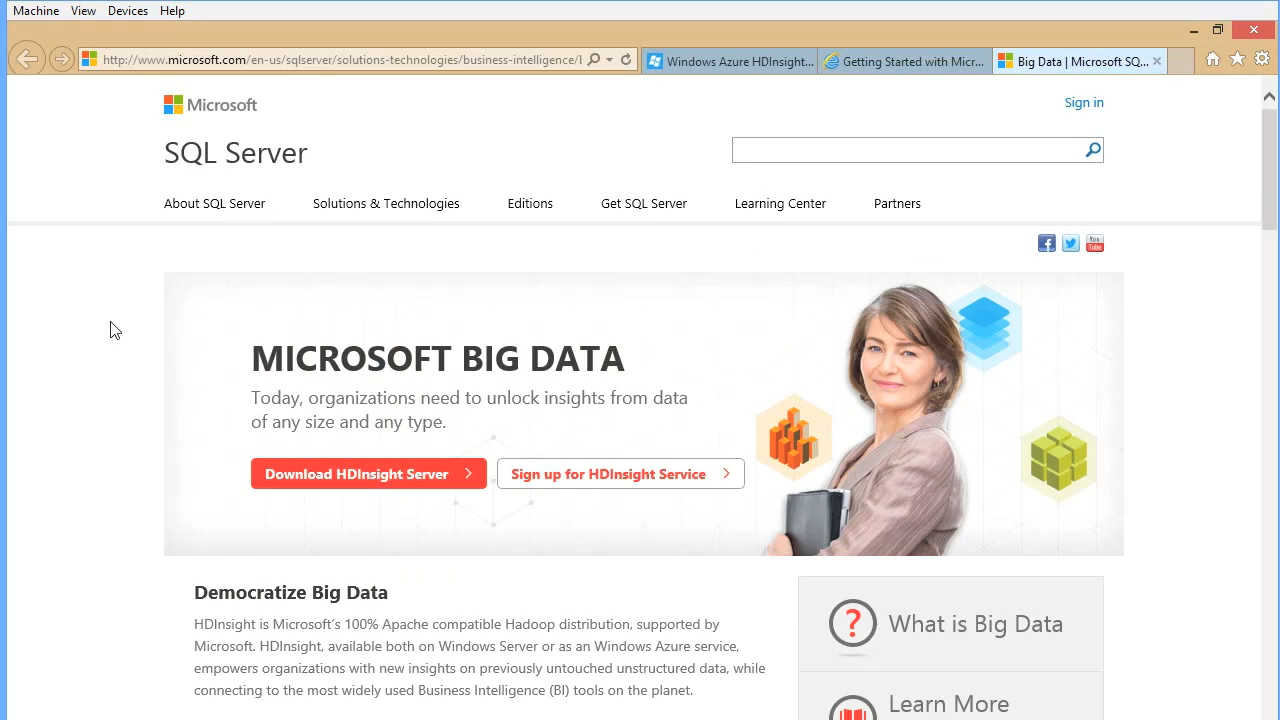 Machine View Devices Help
http://www.microsoft.com/en-us/sqlserver/solutions-technologies/business-intelligence/
Windows Azure HDInsight...
Getting Started with Micr...
Big Data | Microsoft SQ...
Microsoft
Sign in
SQL Server
About SQL Server
Solutions & Technologies
Editions
Get SQL Server
Learning Center
Partners
You
Tube
MICROSOFT BIG DATA
Today, organizations need to unlock insights from data
of any size and any type.
Download HDInsight Server
Sign up for HDInsight Service
Democratize Big Data
HDInsight is Microsoft's 100% Apache compatible Hadoop distribution, supported by
Microsoft. HDInsight, available both on Windows Server or as an Windows Azure service,
empowers organizations with new insights on previously untouched unstructured data, while
connecting to the most widely used Business Intelligence (BI) tools on the planet.
What is Big Data
Learn More